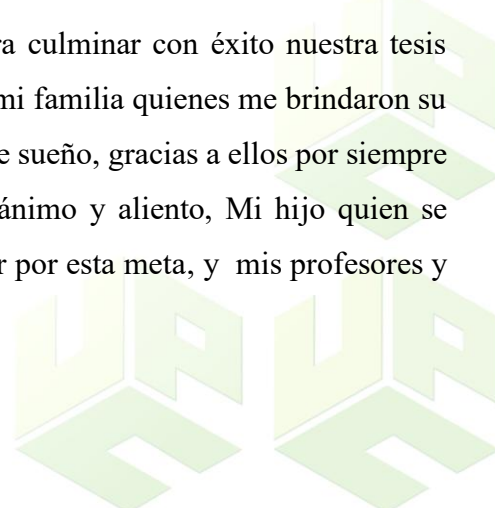 ra culminar con éxito nuestra tesis
mi familia quienes me brindaron su
e sueño, gracias a ellos por siempre
ánimo y aliento, Mi hijo quien se
r por esta meta, y mis profesores y